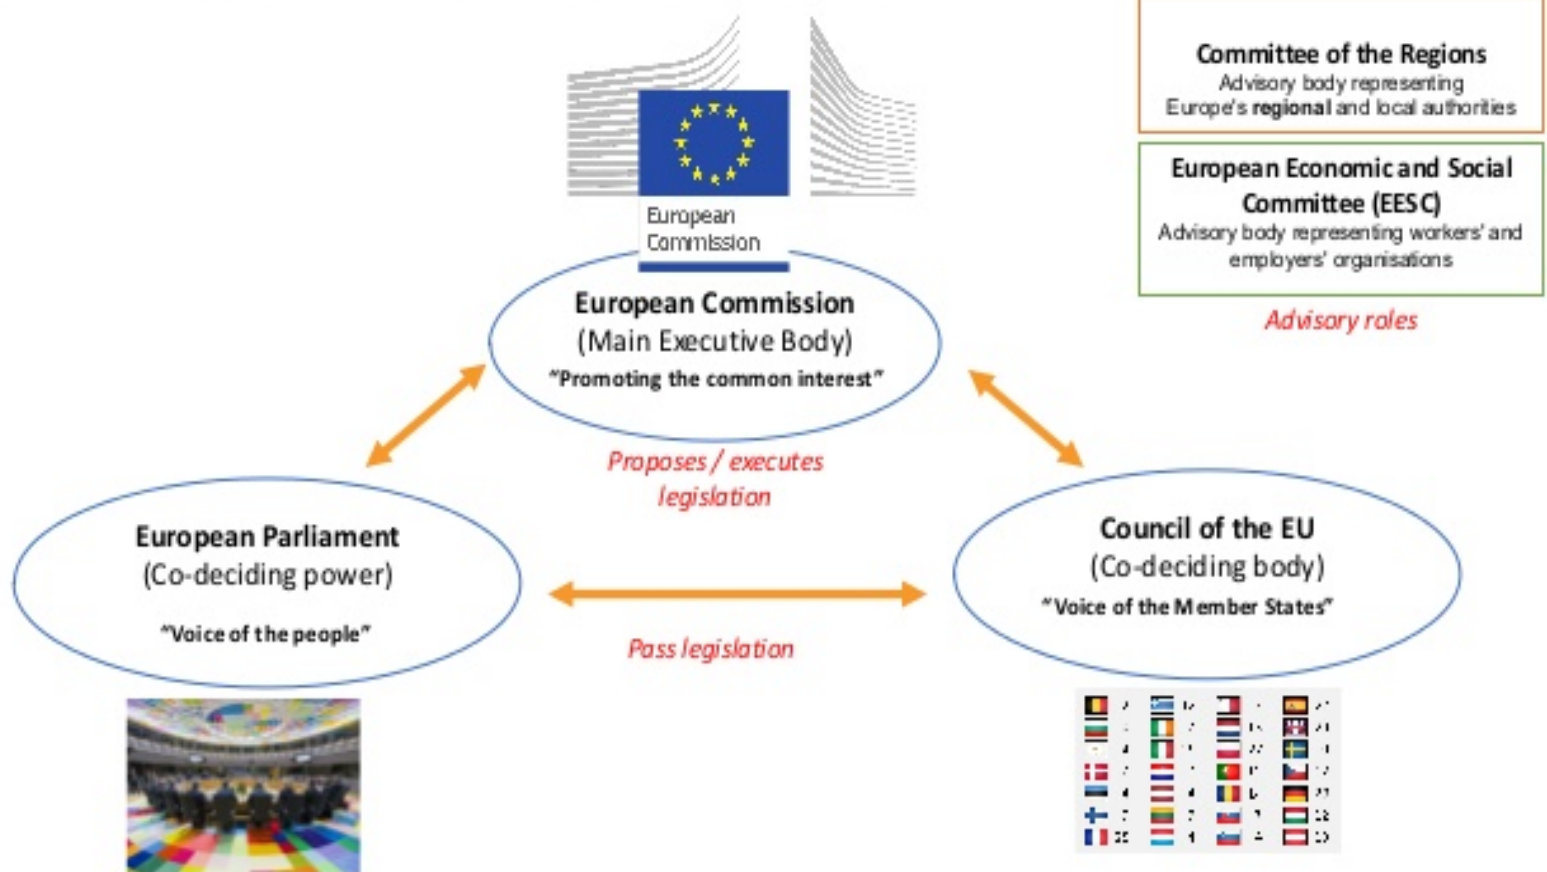 Committee of the Regions
Advisory body representing
Europe's regional and local authorities
European Economic and Social
Committee (EESC)
Advisory body representing workers' and
employers' organisations
Advisory roles
European
Commission
European Commission
(Main Executive Body)
"Promoting the common interest"
Proposes / executes
legislation
European Parliament
(Co-deciding power)
"Voice of the people"
Pass legislation
Council of the EU
(Co-deciding body)
"Voice of the Member States"